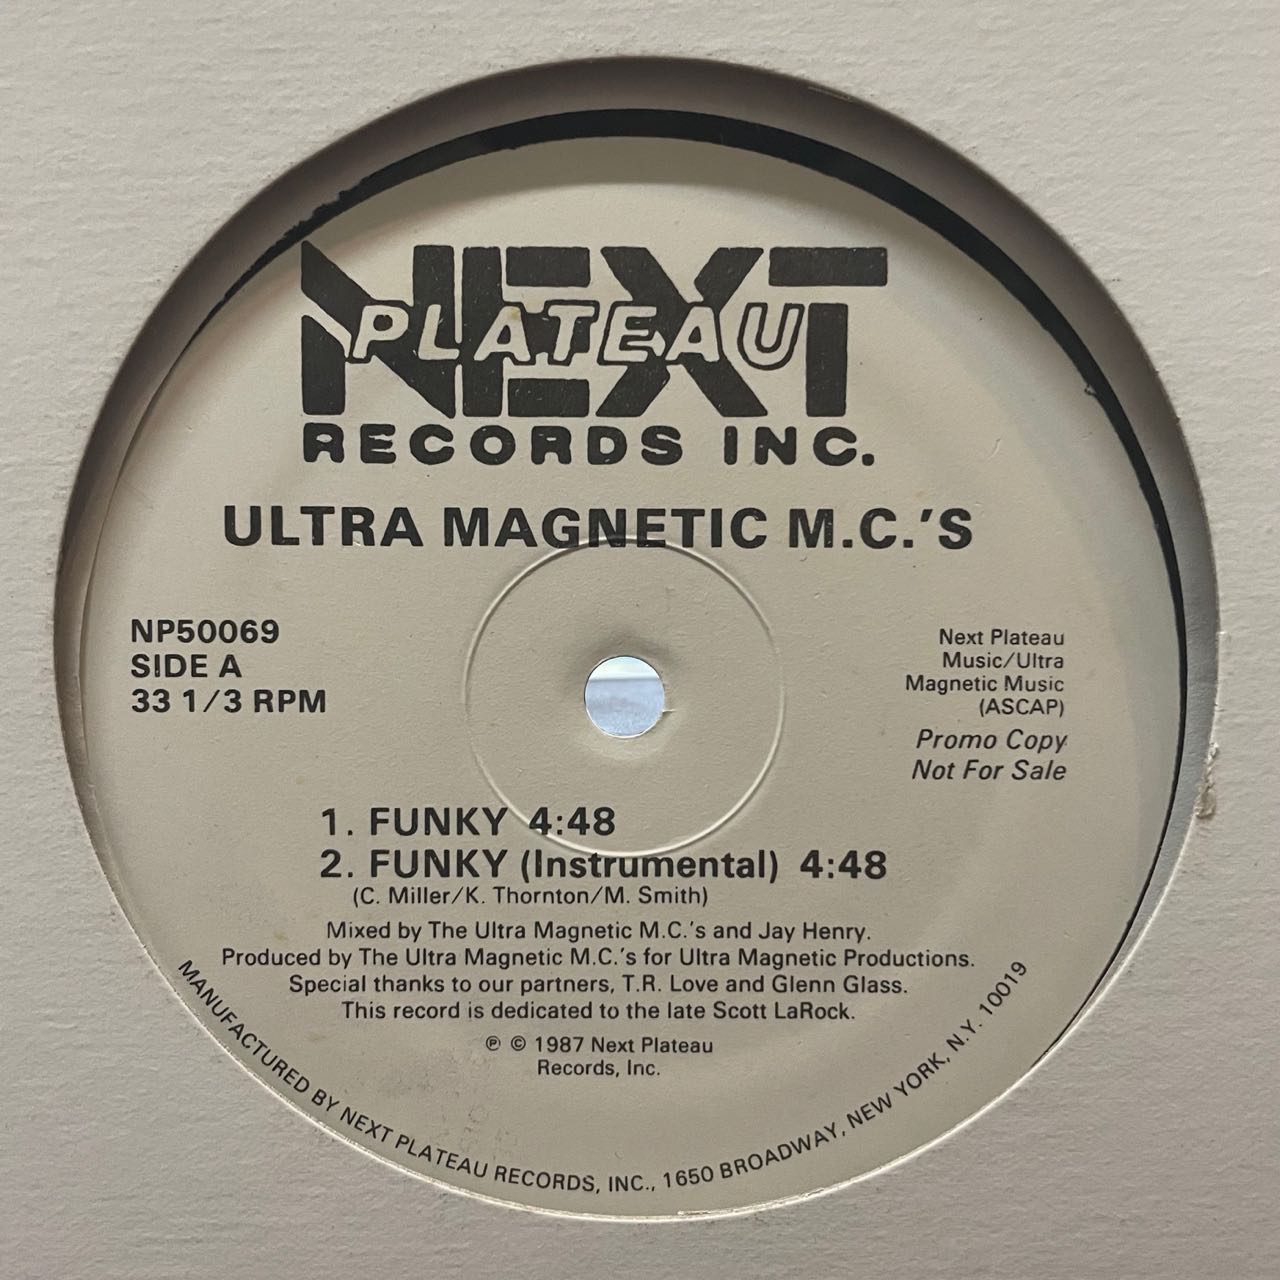 NEXT
PLATEAU
RECORDS INC.
ULTRA MAGNETIC M.C.'S
NP50069
SIDE A
33 1/3 RPM
Next Plateau
Music/Ultra
Magnetic Music
(ASCAP)
Promo Copy
Not For Sale
1. FUNKY 4:48
2. FUNKY (Instrumental) 4:48
(C. Miller/K. Thornton/M. Smith)
Mixed by The Ultra Magnetic M.C.'s and Jay Henry.
Produced by The Ultra Magnetic M.C.'s for Ultra Magnetic Productions.
Special thanks to our partners, T.R. Love and Glenn Glass.
This record is dedicated to the late Scott LaRock.
℗ © 1987 Next Plateau
Records, Inc.
MANUFACTURED BY NEXT PLATEAU RECORDS, INC., 1650 BROADWAY, NEW YORK, N.Y. 10019